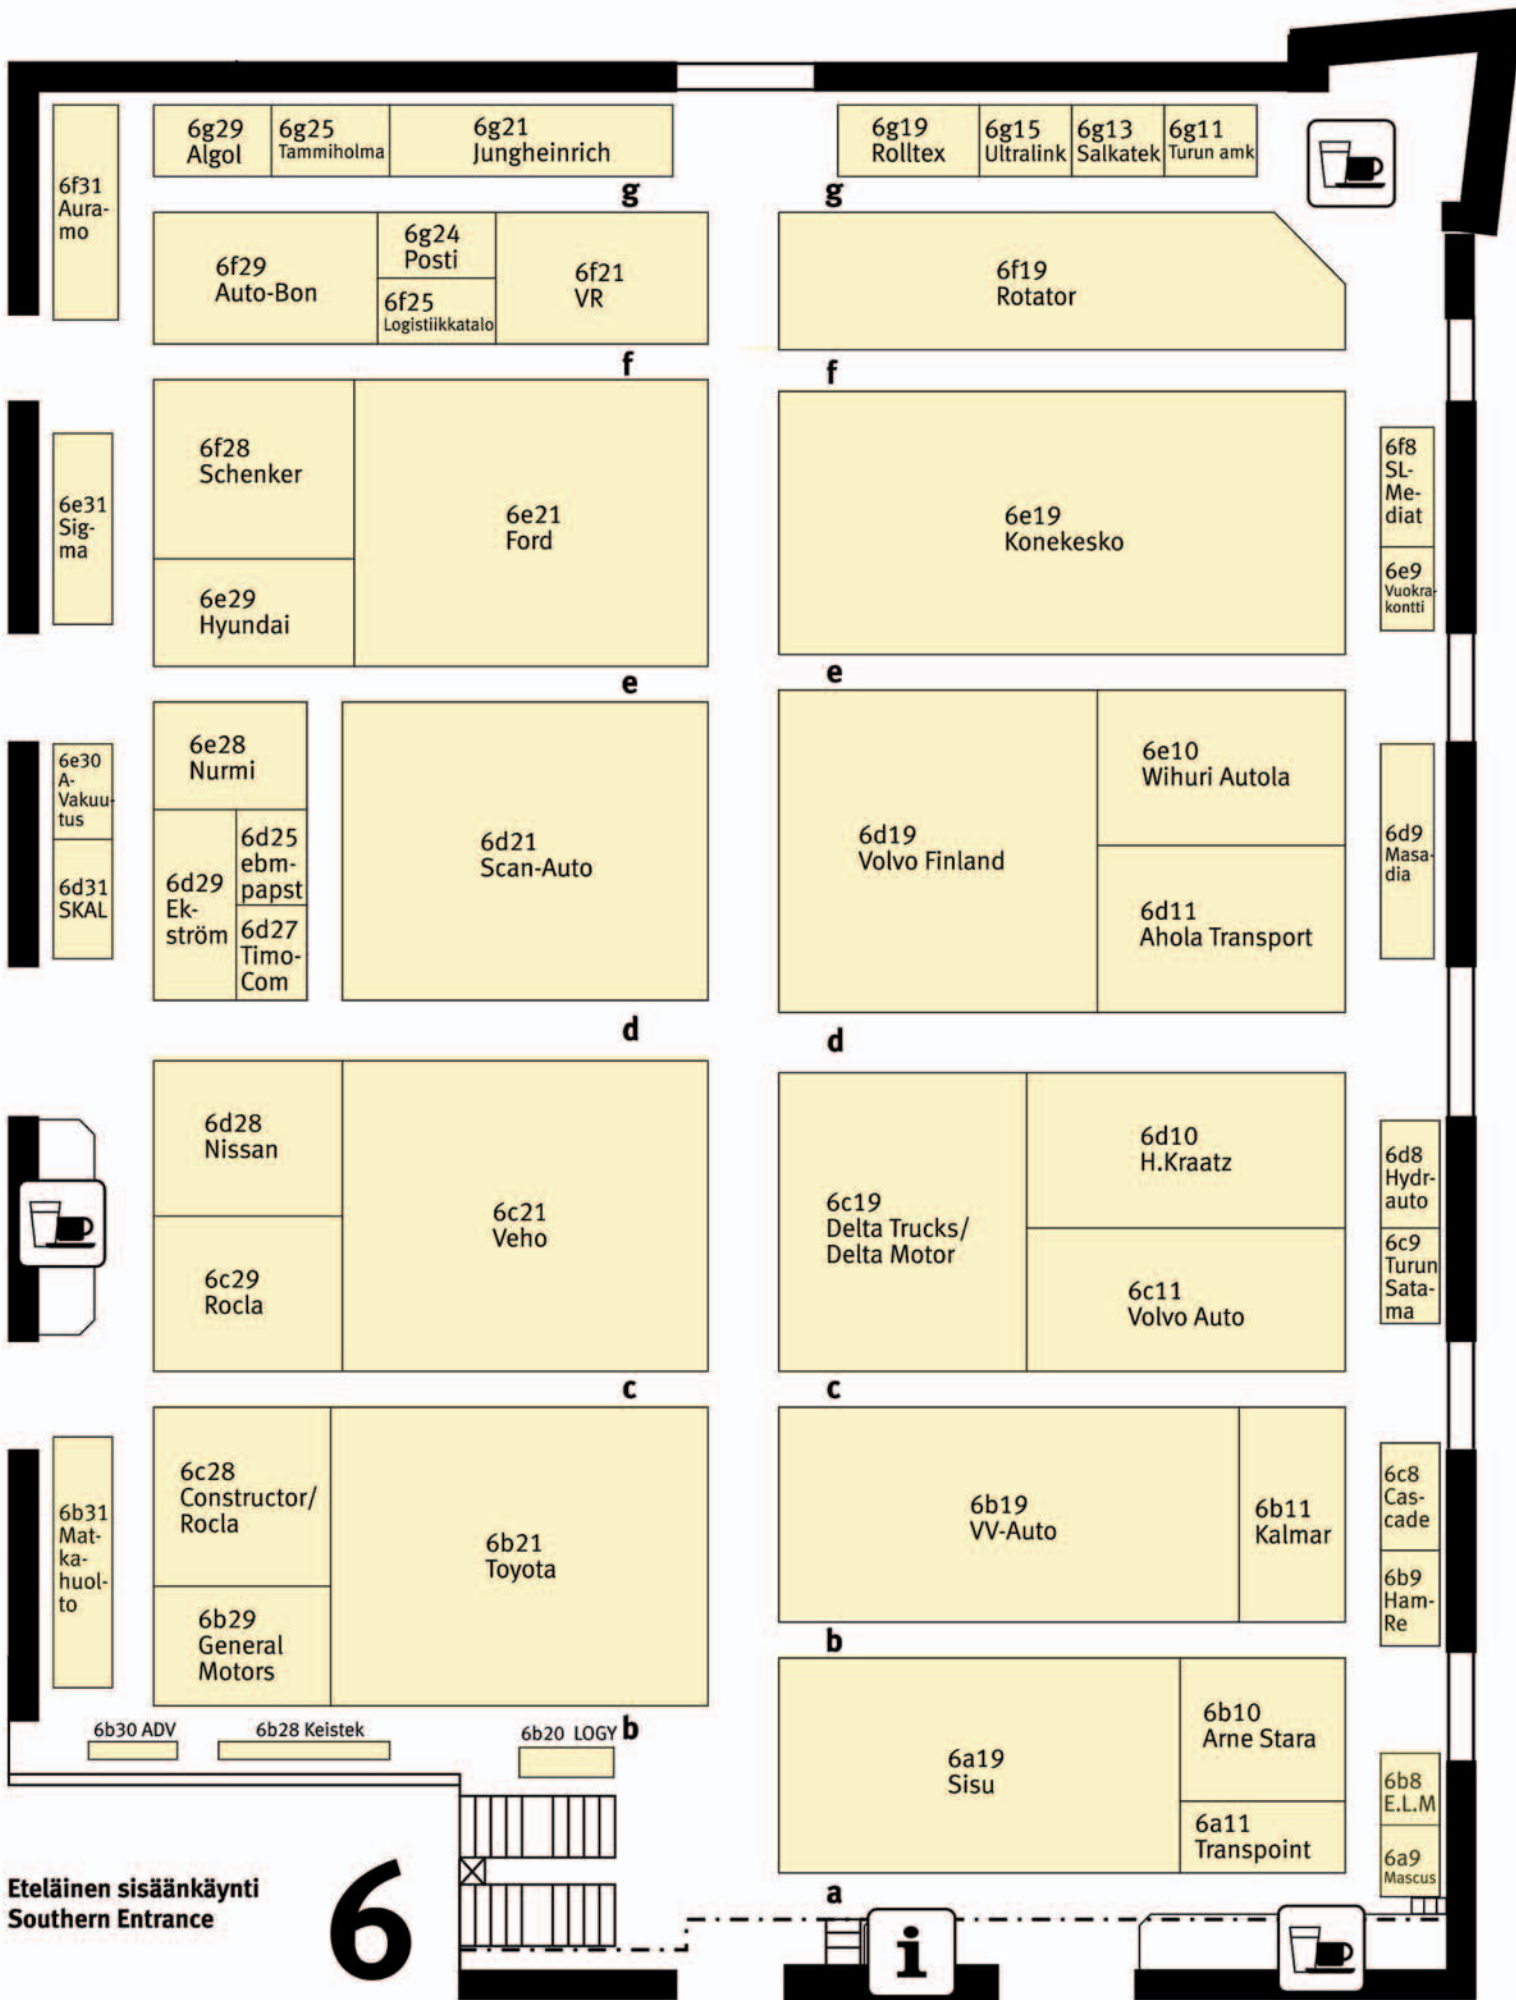 6g29
Algol
6g25
Tammiholma
6g21
Jungheinrich
6g19
Rolltex
6g15
Ultralink
6g13
Salkatek
6g11
Turun amk
6f31
Aura-
mo
g
g
6f29
Auto-Bon
6g24
Posti
6f25
Logistiikkatalo
6f21
VR
6f19
Rotator
f
f
6f28
Schenker
6e29
Hyundai
6e21
Ford
6e19
Konekesko
6e31
Sig-
ma
6f8
SL-
Me-
diat
6e9
Vuokra-
kontti
e
e
6e30
A-
Vakuu-
tus
6d31
SKAL
6e28
Nurmi
6d29
Ek-
ström
6d25
ebm-
papst
6d27
Timo-
Com
6d21
Scan-Auto
6d19
Volvo Finland
6e10
Wihuri Autola
6d11
Ahola Transport
6d9
Masa-
dia
d
d
6d28
Nissan
6c29
Rocla
6c21
Veho
6c19
Delta Trucks/
Delta Motor
6d10
H.Kraatz
6c11
Volvo Auto
6d8
Hydr-
auto
6c9
Turun
Sata-
ma
c
c
6b31
Mat-
ka-
huol-
to
6c28
Constructor/
Rocla
6b29
General
Motors
6b21
Toyota
6b19
VV-Auto
6b11
Kalmar
6c8
Cas-
cade
6b9
Ham-
Re
b
6b30 ADV
6b28 Keistek
6b20 LOGY
b
6a19
Sisu
6b10
Arne Stara
6a11
Transpoint
6b8
E.L.M
6a9
Mascus
a
Eteläinen sisäänkäynti
Southern Entrance
6
i